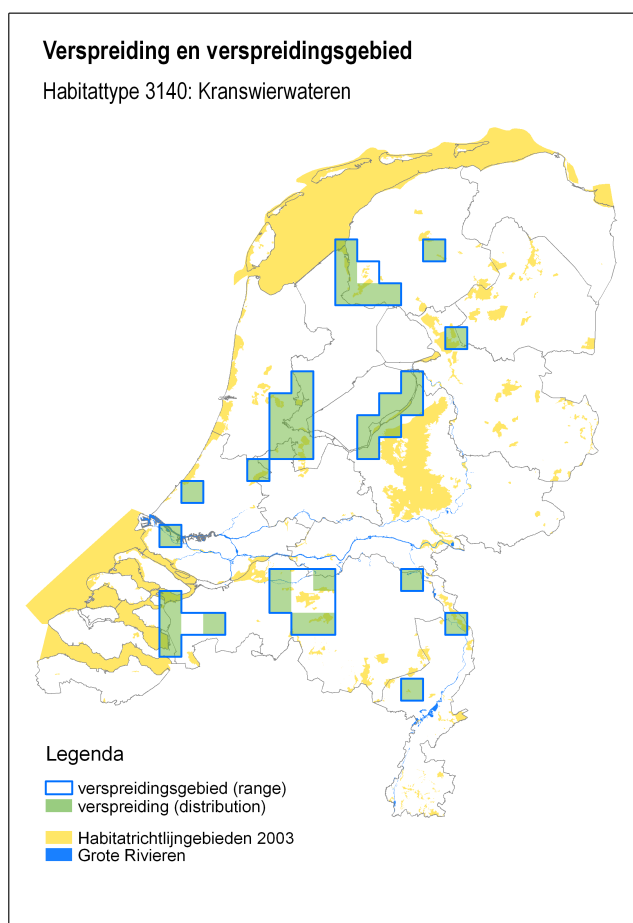 Verspreiding en verspreidingsgebied
Habitattype 3140: Kranswierwateren
Legenda
verspreidingsgebied (range)
verspreiding (distribution)
Habitatrichtlijngebieden 2003
Grote Rivieren